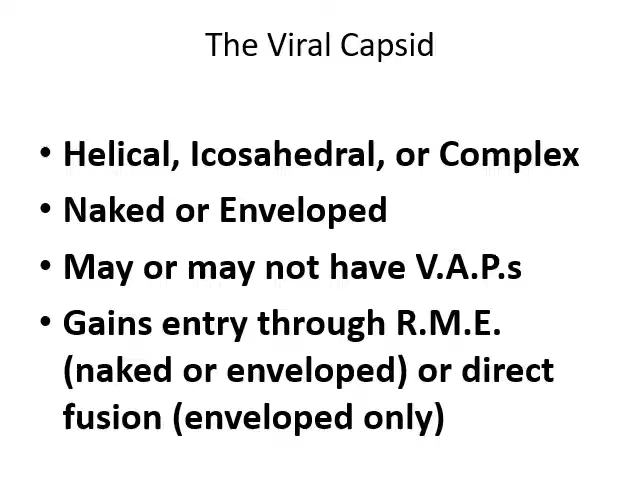 The Viral Capsid
• Helical, Icosahedral, or Complex
• Naked or Enveloped
• May or may not have V.A.P.s
• Gains entry through R.M.E.
(naked or enveloped) or direct
fusion (enveloped only)